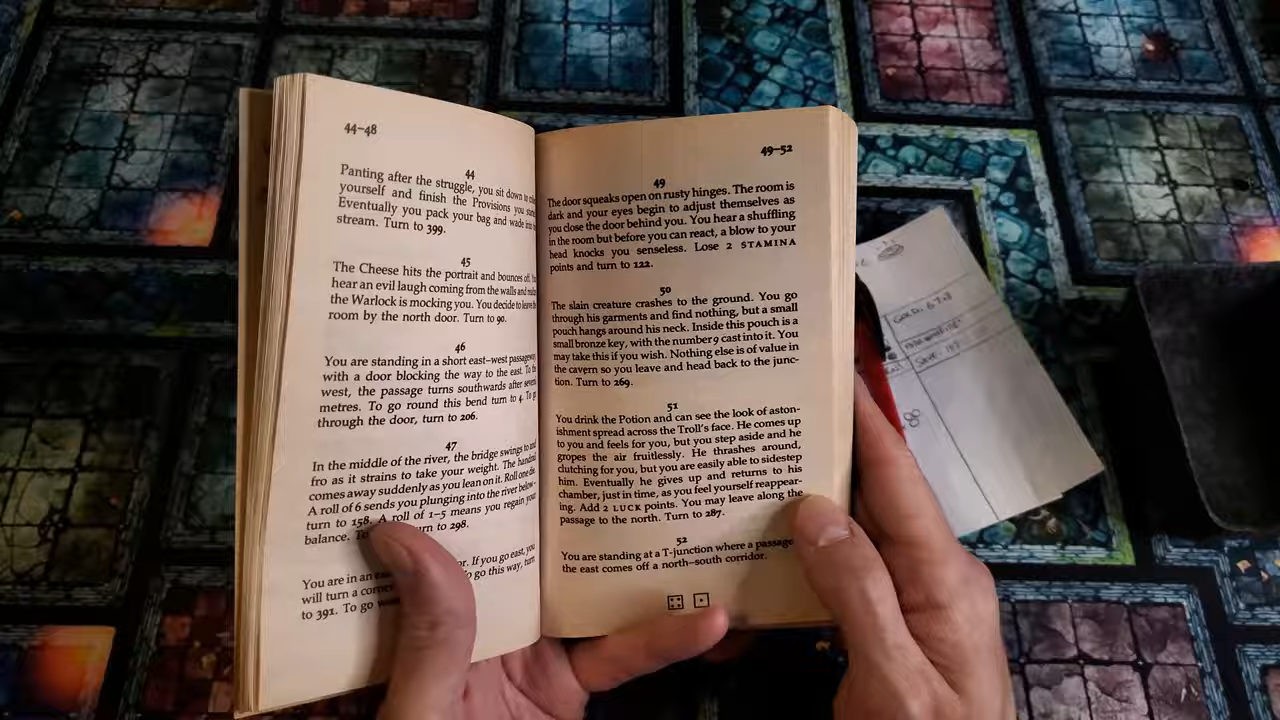 44–48
44
Panting after the struggle, you sit down to
yourself and finish the Provisions you
Eventually you pack your bag and wade
stream. Turn to 399.
45
The Cheese hits the portrait and bounces off.
hear an evil laugh coming from the walls and
the Warlock is mocking you. You decide to leave
room by the north door. Turn to 90.
46
You are standing in a short east–west passageway
with a door blocking the way to the east. To the
west, the passage turns southwards after several
metres. To go round this bend turn to 4. To go
through the door, turn to 206.
47
In the middle of the river, the bridge swings to and
fro as it strains to take your weight. The handrail
comes away suddenly as you lean on it. Roll one
A roll of 6 sends you plunging into the river below –
turn to 158. A roll of 1–5 means you regain your
balance. turn to 298.
You are in an If you go east, you
will turn a corner go this way, turn
to 391. To go
49–52
49
The door squeaks open on rusty hinges. The room is
dark and your eyes begin to adjust themselves as
you close the door behind you. You hear a shuffling
in the room but before you can react, a blow to your
head knocks you senseless. Lose 2 STAMINA
points and turn to 122.
50
The slain creature crashes to the ground. You go
through his garments and find nothing, but a small
pouch hangs around his neck. Inside this pouch is a
small bronze key, with the number 9 cast into it. You
may take this if you wish. Nothing else is of value in
the cavern so you leave and head back to the junc-
tion. Turn to 269.
51
You drink the Potion and can see the look of aston-
ishment spread across the Troll's face. He comes up
to you and feels for you, but you step aside and he
gropes the air fruitlessly. He thrashes around,
clutching for you, but you are easily able to sidestep
him. Eventually he gives up and returns to his
chamber, just in time, as you feel yourself reappear-
ing. Add 2 LUCK points. You may leave along the
passage to the north. Turn to 287.
52
You are standing at a T-junction where a passage
the east comes off a north–south corridor.
GOLD: